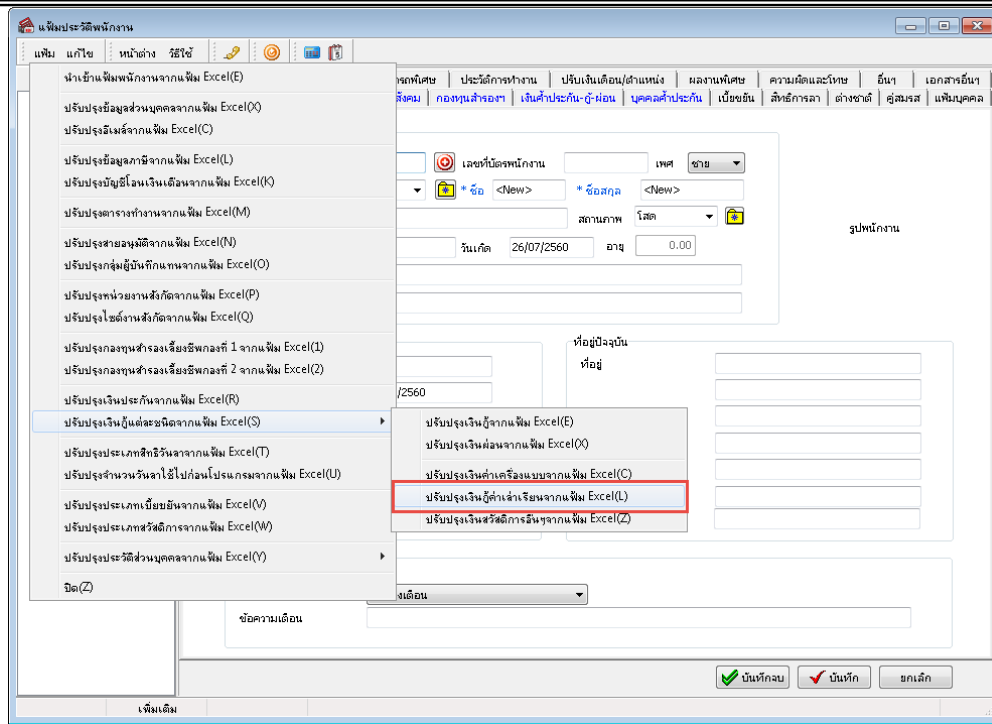 แฟ้มประวัติพนักงาน
แฟ้ม แก้ไข หน้าต่าง วิธีใช้
นำเข้าแฟ้มพนักงานจากแฟ้ม Excel(E)
ปรับปรุงข้อมูลส่วนบุคคลจากแฟ้ม Excel(X)
ปรับปรุงอีเมล์จากแฟ้ม Excel(C)
ปรับปรุงข้อมูลภาษีจากแฟ้ม Excel(L)
ปรับปรุงบัญชีโอนเงินเดือนจากแฟ้ม Excel(K)
ปรับปรุงตารางทำงานจากแฟ้ม Excel(M)
ปรับปรุงสายอนุมัติจากแฟ้ม Excel(N)
ปรับปรุงกลุ่มผู้บันทึกแทนจากแฟ้ม Excel(O)
ปรับปรุงหน่วยงานสังกัดจากแฟ้ม Excel(P)
ปรับปรุงไซต์งานสังกัดจากแฟ้ม Excel(Q)
ปรับปรุงกองทุนสำรองเลี้ยงชีพกองที่ 1 จากแฟ้ม Excel(1)
ปรับปรุงกองทุนสำรองเลี้ยงชีพกองที่ 2 จากแฟ้ม Excel(2)
ปรับปรุงเงินประกันจากแฟ้ม Excel(R)
ปรับปรุงเงินกู้แต่ละชนิดจากแฟ้ม Excel(S)
ปรับปรุงประเภทสิทธิวันลาจากแฟ้ม Excel(T)
ปรับปรุงจำนวนวันลาใช้ไปก่อนโปรแกรมจากแฟ้ม Excel(U)
ปรับปรุงประเภทเบี้ยขยันจากแฟ้ม Excel(V)
ปรับปรุงประเภทสวัสดิการจากแฟ้ม Excel(W)
ปรับปรุงประวัติส่วนบุคคลจากแฟ้ม Excel(Y)
ปิด(Z)
ปรับปรุงเงินกู้จากแฟ้ม Excel(E)
ปรับปรุงเงินผ่อนจากแฟ้ม Excel(X)
ปรับปรุงเงินค่าเครื่องแบบจากแฟ้ม Excel(C)
ปรับปรุงเงินกู้ค่าเล่าเรียนจากแฟ้ม Excel(L)
ปรับปรุงเงินสวัสดิการอื่นๆจากแฟ้ม Excel(Z)
ารถพิเศษ ประวัติการทำงาน ปรับเงินเดือน/ตำแหน่ง ผลงานพิเศษ ความผิดและโทษ อื่นๆ เอกสารอื่นๆ
สังคม กองทุนสำรองฯ เงินค้ำประกัน-กู้-ผ่อน บุคคลค้ำประกัน เบี้ยขยัน สิทธิการลา ต่างชาติ คู่สมรส แฟ้มบุคคล
เลขที่บัตรพนักงาน เพศ ชาย
* ชื่อ <New> * ชื่อสกุล <New>
สถานภาพ โสด
รูปพนักงาน
วันเกิด 26/07/2560 อายุ 0.00
ที่อยู่ปัจจุบัน
ที่อยู่
/2560
งเตือน
ข้อความเตือน
บันทึกจบ บันทึก ยกเลิก
เพิ่มเติม